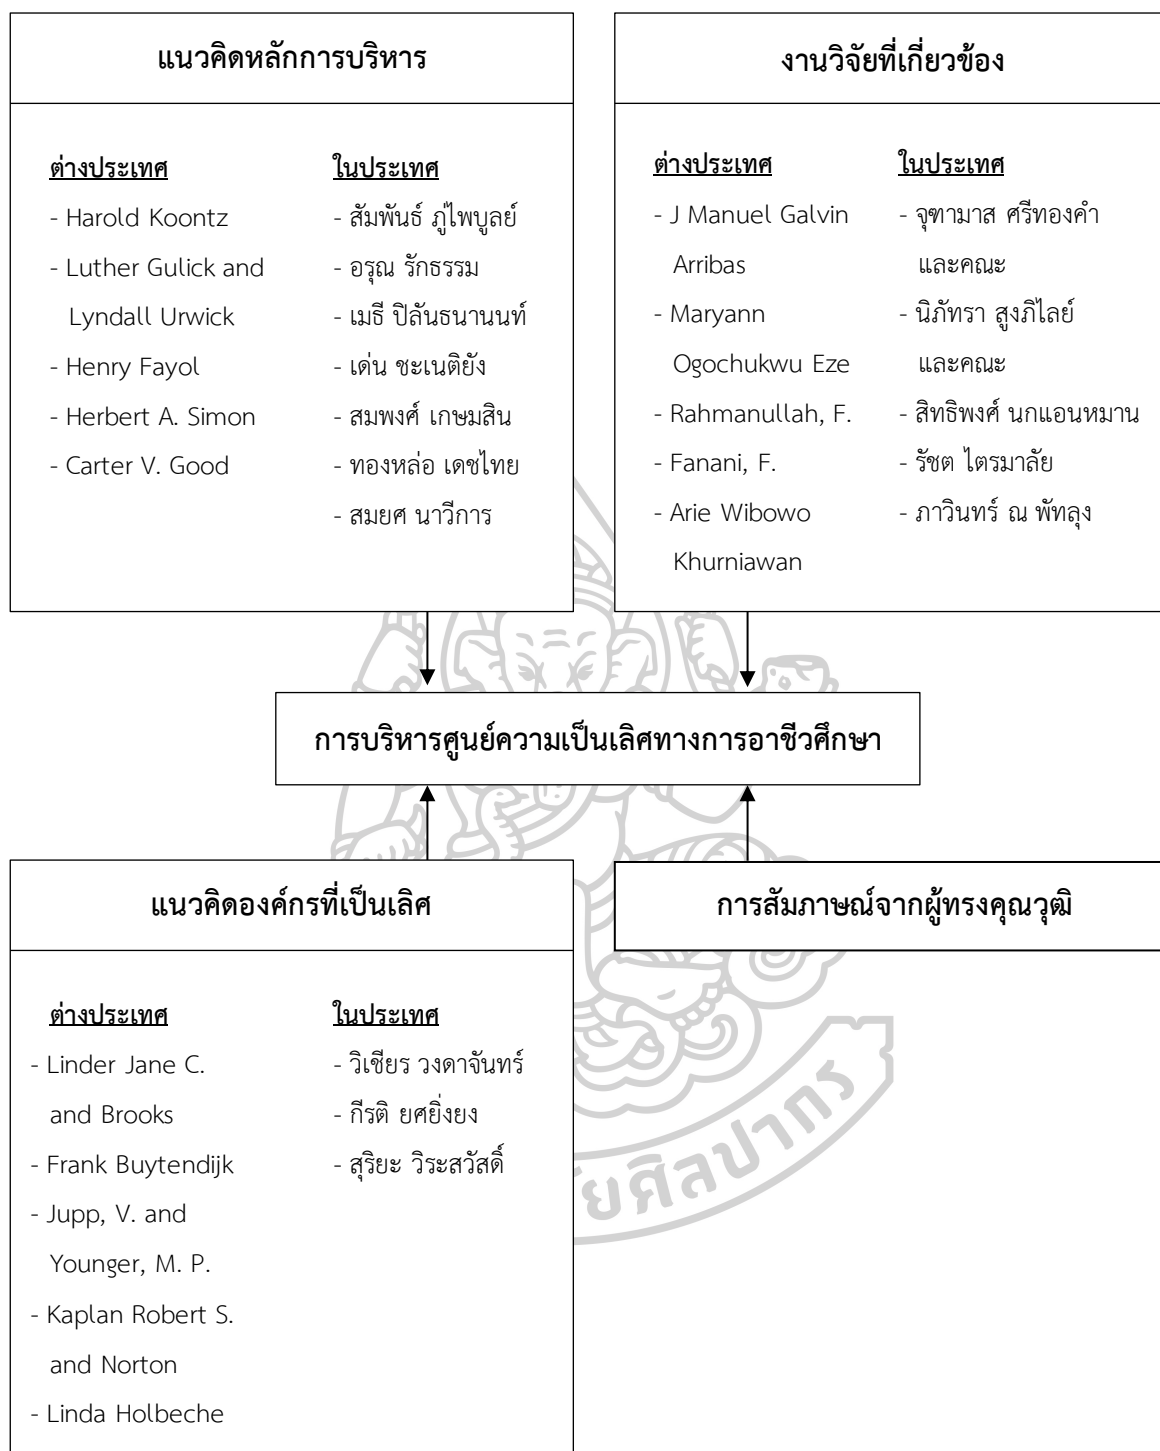 แนวคิดหลักการบริหาร
ต่างประเทศ
- Harold Koontz
- Luther Gulick and
Lyndall Urwick
- Henry Fayol
- Herbert A. Simon
- Carter V. Good
ในประเทศ
- สัมพันธ์ ภู่ไพบูลย์
- อรุณ รักธรรม
- เมธี ปิลันธนานนท์
- เด่น ชะเนติยัง
- สมพงศ์ เกษมสิน
- ทองหล่อ เดชไทย
- สมยศ นาวีการ
งานวิจัยที่เกี่ยวข้อง
ต่างประเทศ
- J Manuel Galvin
Arribas
- Maryann
Ogochukwu Eze
- Rahmanullah, F.
- Fanani, F.
- Arie Wibowo
Khurniawan
ในประเทศ
- จุฑามาส ศรีทองคำ
และคณะ
- นิภัทรา สูงภิไลย์
และคณะ
- สิทธิพงศ์ นกแอนหมาน
- รัชต ไตรมาลัย
- ภาวินทร์ ณ พัทลุง
การบริหารศูนย์ความเป็นเลิศทางการอาชีวศึกษา
แนวคิดองค์กรที่เป็นเลิศ
ต่างประเทศ
- Linder Jane C.
and Brooks
- Frank Buytendijk
- Jupp, V. and
Younger, M. P.
- Kaplan Robert S.
and Norton
- Linda Holbeche
ในประเทศ
- วิเชียร วงดาจันทร์
- กีรติ ยศยิ่งยง
- สุริยะ วิระสวัสดิ์
การสัมภาษณ์จากผู้ทรงคุณวุฒิ
ยศิลปากร